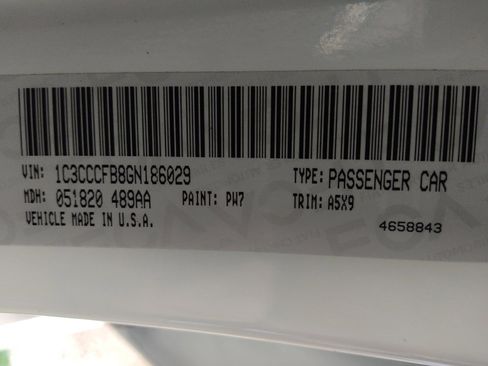 VIN: 1C3CCCFB8GN186029 TYPE: PASSENGER CAR
MDH: 051820 489AA PAINT: PW7 TRIM: A5X9
VEHICLE MADE IN U.S.A. 4658843